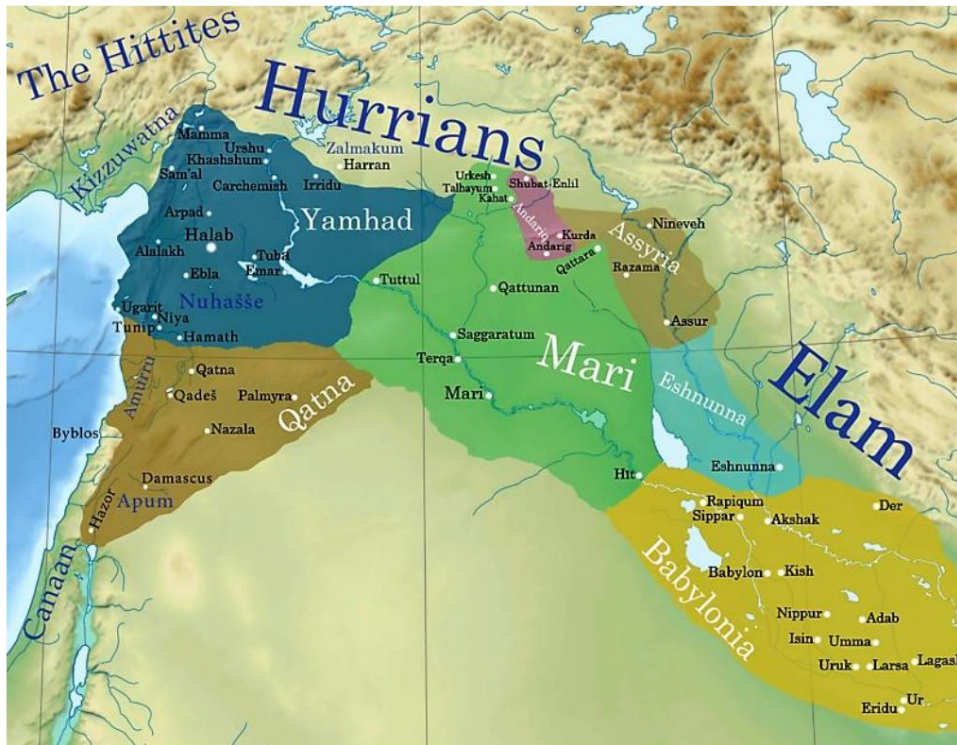 The Hittites
Hurrians
Kizzuwatna
Mamma
Urshu
Khashshum
Zalmakum
Harran
Sam'al
Carchemish
Irridu
Urkesh
Talhayum
Kahat
Shubat-Enlil
Andariq
Kurda
Andarig
Qattara
Nineveh
Assyria
Razama
Assur
Arpad
Yamhad
Halab
Alalakh
Tuba
Emar
Ebla
Nuhašše
Tuttul
Qattunan
Ugarit
Niya
Tunip
Hamath
Saggaratum
Terqa
Mari
Mari
Elam
Eshnunna
Eshnunna
Amurru
Qatna
Qadeš
Palmyra
Qatna
Byblos
Nazala
Damascus
Apum
Hazor
Canaan
Hit
Rapiqum
Sippar
Akshak
Der
Babylonia
Babylon
Kish
Nippur
Adab
Isin
Umma
Uruk
Larsa
Lagash
Ur
Eridu